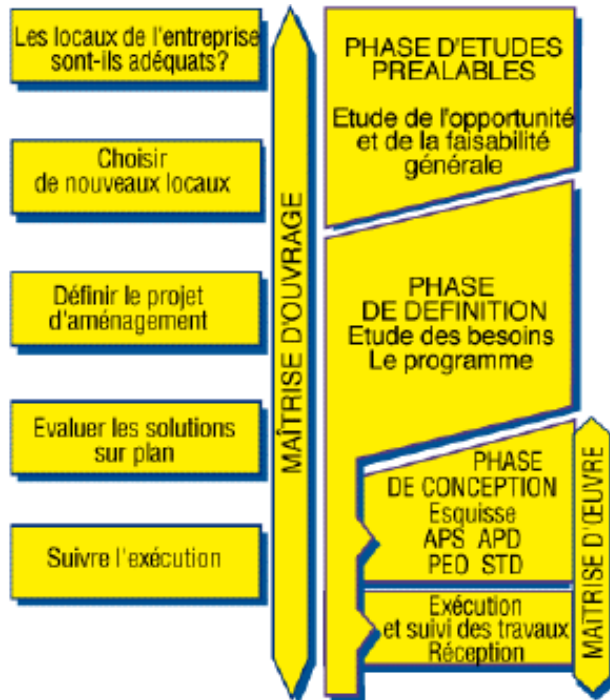 Les locaux de l'entreprise
sont-ils adéquats?
Choisir
de nouveaux locaux
Définir le projet
d'aménagement
Evaluer les solutions
sur plan
Suivre l'exécution
MAÎTRISE D'OUVRAGE
PHASE D'ETUDES
PREALABLES
Etude de l'opportunité
et de la faisabilité
générale
PHASE
DE DEFINITION
Etude des besoins
Le programme
PHASE
DE CONCEPTION
Esquisse
APS APD
PEO STD
Exécution
et suivi des travaux
Réception
MAÎTRISE D'ŒUVRE